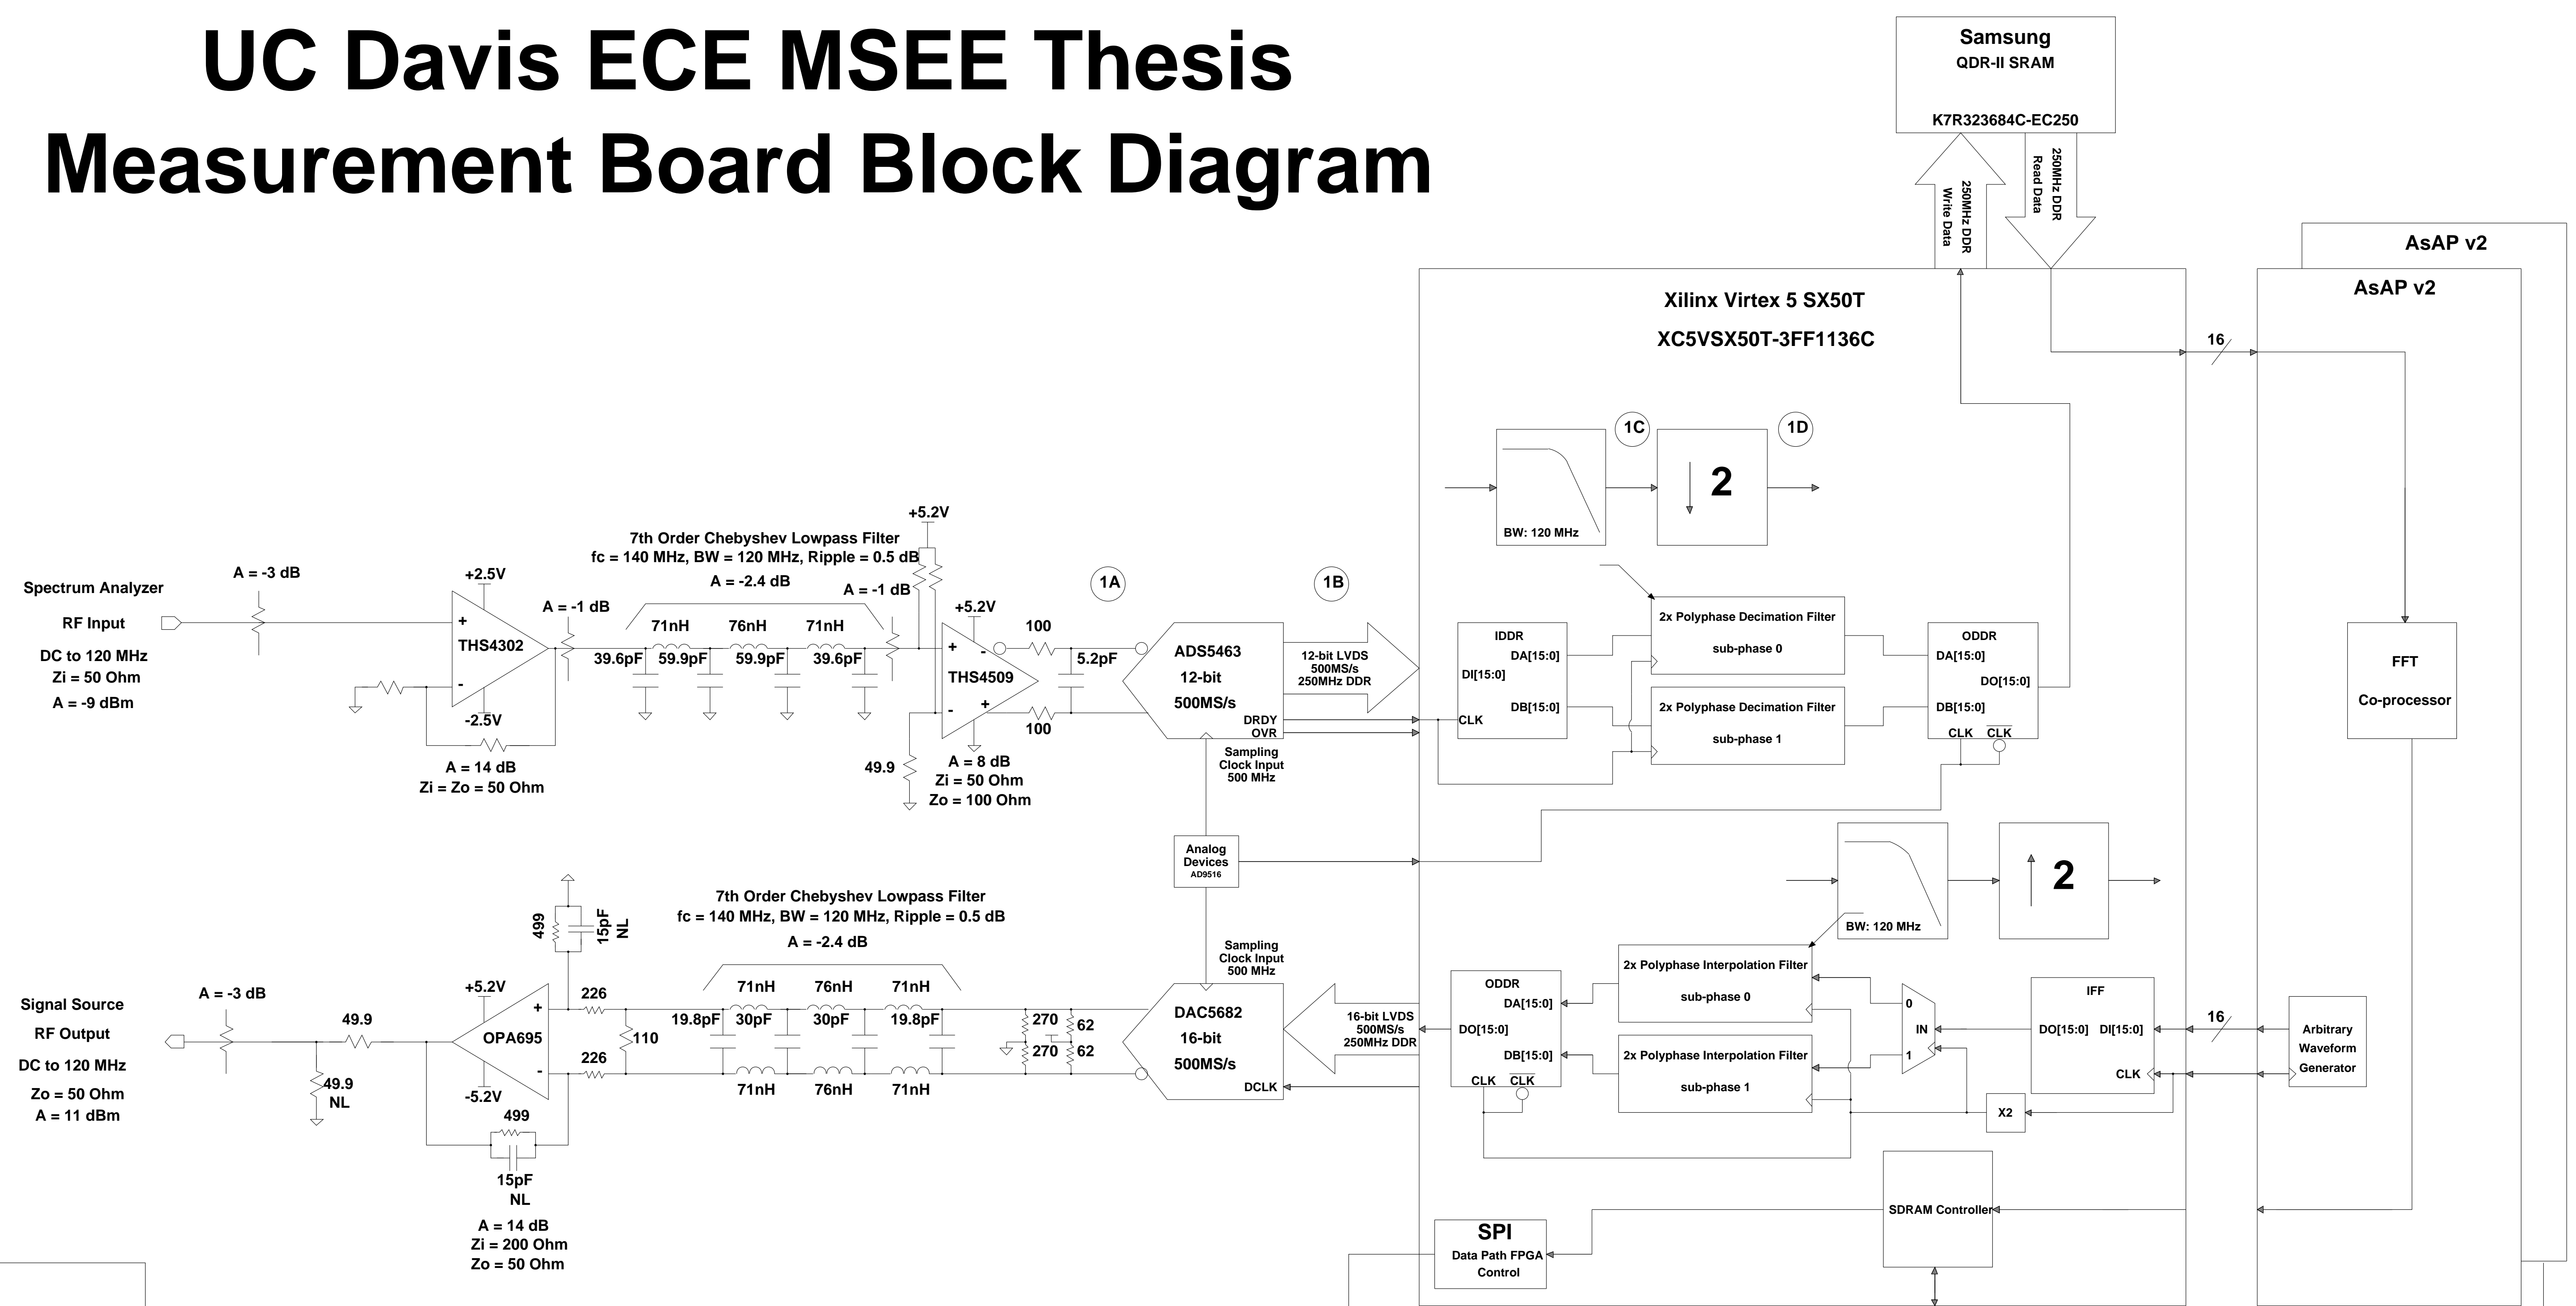 UC Davis ECE MSEE Thesis
Measurement Board Block Diagram
Samsung
QDR-II SRAM
K7R323684C-EC250
250MHz DDR
Write Data
250MHz DDR
Read Data
AsAP v2
AsAP v2
Xilinx Virtex 5 SX50T
XC5VSX50T-3FF1136C
16
1C
1D
2
BW: 120 MHz
Spectrum Analyzer
RF Input
DC to 120 MHz
Zi = 50 Ohm
A = -9 dBm
A = -3 dB
+2.5V
+
THS4302
-
-2.5V
A = 14 dB
Zi = Zo = 50 Ohm
A = -1 dB
7th Order Chebyshev Lowpass Filter
fc = 140 MHz, BW = 120 MHz, Ripple = 0.5 dB
A = -2.4 dB
71nH
76nH
71nH
39.6pF
59.9pF
59.9pF
39.6pF
A = -1 dB
+5.2V
+5.2V
+
-
THS4509
-
+
49.9
A = 8 dB
Zi = 50 Ohm
Zo = 100 Ohm
100
100
5.2pF
1A
1B
ADS5463
12-bit
500MS/s
DRDY
OVR
12-bit LVDS
500MS/s
250MHz DDR
Sampling
Clock Input
500 MHz
IDDR
DA[15:0]
DI[15:0]
DB[15:0]
CLK
2x Polyphase Decimation Filter
sub-phase 0
2x Polyphase Decimation Filter
sub-phase 1
ODDR
DA[15:0]
DO[15:0]
DB[15:0]
CLK
CLK
FFT
Co-processor
Analog
Devices
AD9516
2
BW: 120 MHz
Signal Source
RF Output
DC to 120 MHz
Zo = 50 Ohm
A = 11 dBm
A = -3 dB
49.9
49.9
NL
+5.2V
+
OPA695
-
-5.2V
499
15pF
NL
499
15pF
NL
A = 14 dB
Zi = 200 Ohm
Zo = 50 Ohm
226
226
110
7th Order Chebyshev Lowpass Filter
fc = 140 MHz, BW = 120 MHz, Ripple = 0.5 dB
A = -2.4 dB
71nH
76nH
71nH
19.8pF
30pF
30pF
19.8pF
71nH
76nH
71nH
270
62
270
62
Sampling
Clock Input
500 MHz
DAC5682
16-bit
500MS/s
DCLK
16-bit LVDS
500MS/s
250MHz DDR
ODDR
DA[15:0]
DO[15:0]
DB[15:0]
CLK
CLK
2x Polyphase Interpolation Filter
sub-phase 0
2x Polyphase Interpolation Filter
sub-phase 1
0
IN
1
IFF
DO[15:0]
DI[15:0]
CLK
X2
16
Arbitrary
Waveform
Generator
SDRAM Controller
SPI
Data Path FPGA
Control